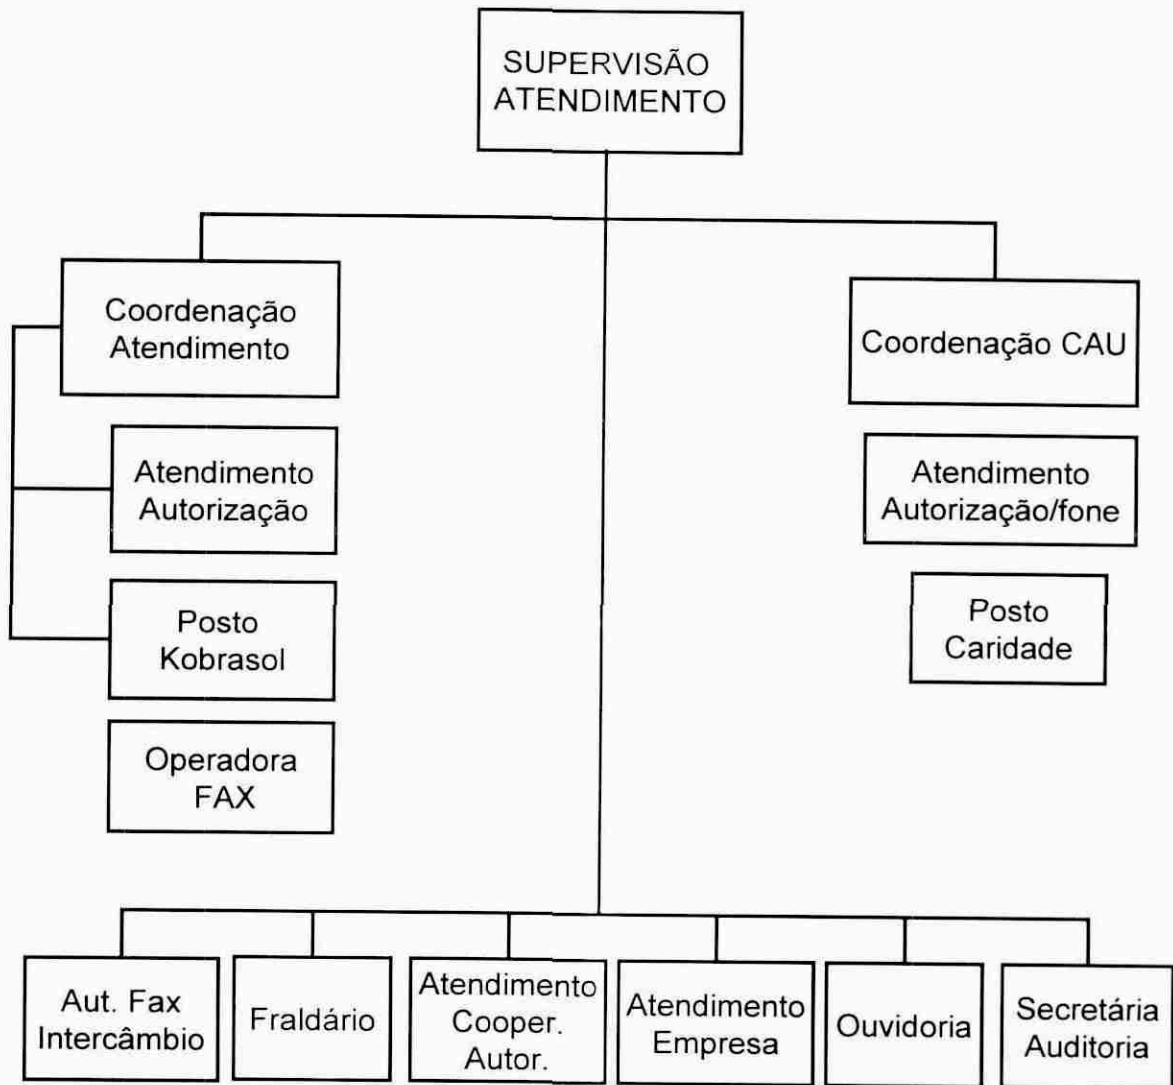 SUPERVISÃO
ATENDIMENTO
Coordenação
Atendimento
Coordenação CAU
Atendimento
Autorização
Atendimento
Autorização/fone
Posto
Kobrasol
Posto
Caridade
Operadora
FAX
Aut. Fax
Intercâmbio
Fraldário
Atendimento
Cooper.
Autor.
Atendimento
Empresa
Ouvidoria
Secretária
Auditoria